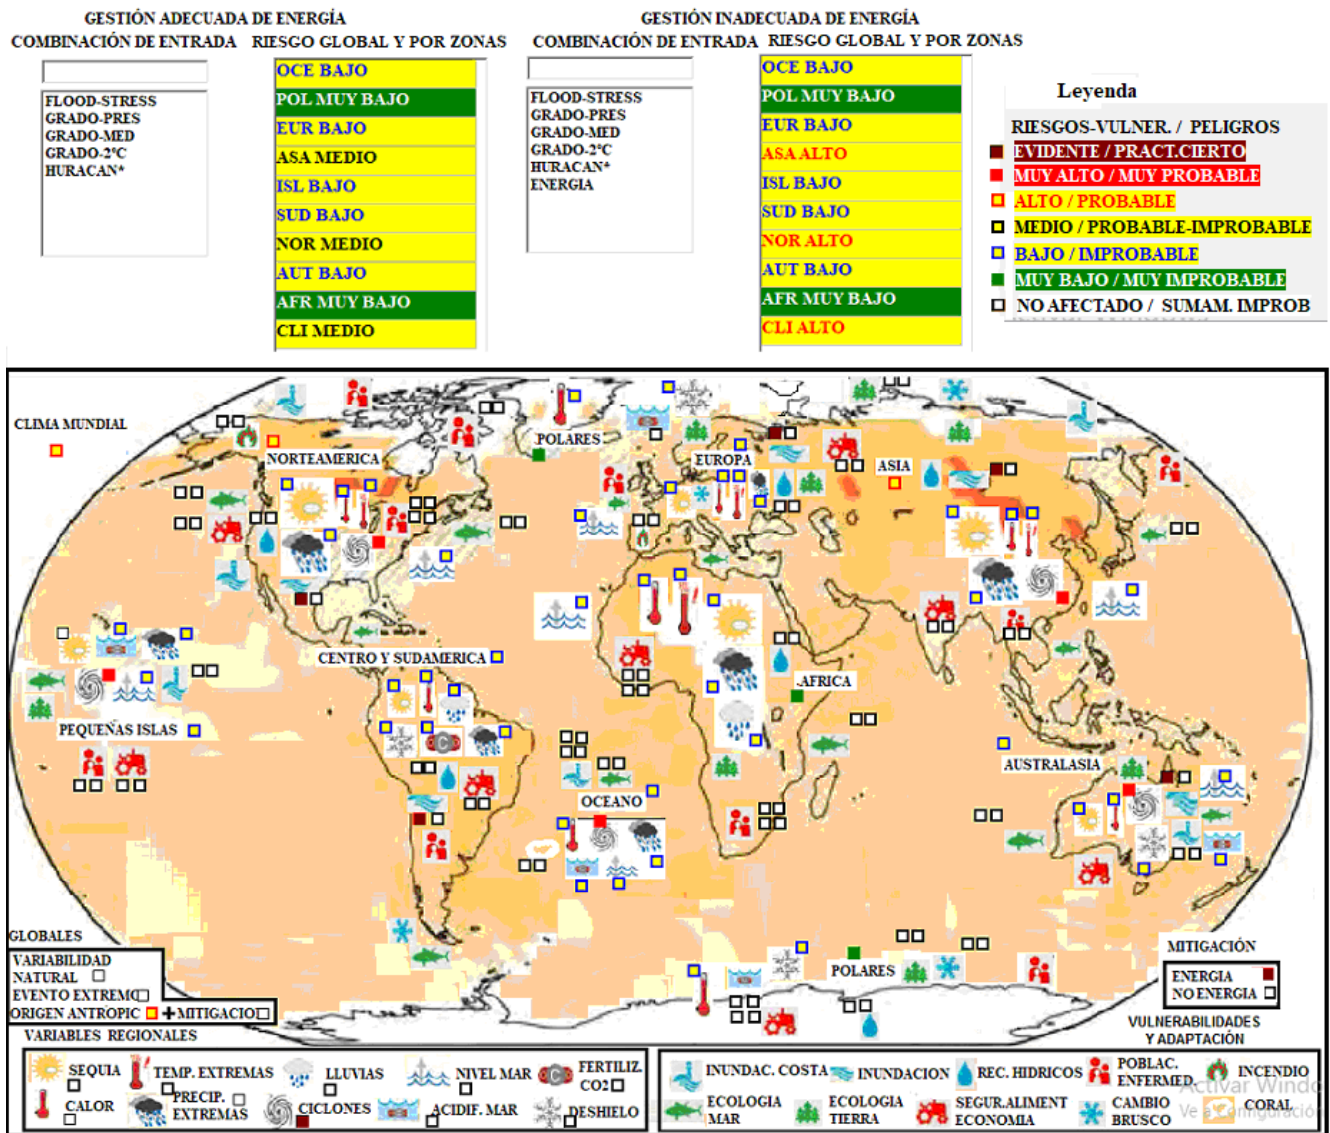 GESTIÓN ADECUADA DE ENERGÍA
COMBINACIÓN DE ENTRADA RIESGO GLOBAL Y POR ZONAS
FLOOD-STRESS
GRADO-PRES
GRADO-MED
GRADO-2ºC
HURACAN*
OCE BAJO
POL MUY BAJO
EUR BAJO
ASA MEDIO
ISL BAJO
SUD BAJO
NOR MEDIO
AUT BAJO
AFR MUY BAJO
CLI MEDIO
GESTIÓN INADECUADA DE ENERGÍA
COMBINACIÓN DE ENTRADA RIESGO GLOBAL Y POR ZONAS
FLOOD-STRESS
GRADO-PRES
GRADO-MED
GRADO-2ºC
HURACAN*
ENERGIA
OCE BAJO
POL MUY BAJO
EUR BAJO
ASA ALTO
ISL BAJO
SUD BAJO
NOR ALTO
AUT BAJO
AFR MUY BAJO
CLI ALTO
Leyenda
RIESGOS-VULNER. / PELIGROS
EVIDENTE / PRACT.CIERTO
MUY ALTO / MUY PROBABLE
ALTO / PROBABLE
MEDIO / PROBABLE-IMPROBABLE
BAJO / IMPROBABLE
MUY BAJO / MUY IMPROBABLE
NO AFECTADO / SUMAM. IMPROB
CLIMA MUNDIAL
NORTEAMERICA
POLARES
EUROPA
ASIA
CENTRO Y SUDAMERICA
.AFRICA
PEQUEÑAS ISLAS
AUSTRALASIA
OCEANO
POLARES
GLOBALES
VARIABILIDAD
NATURAL
EVENTO EXTREMO
ORIGEN ANTROPIC + MITIGACIO
MITIGACIÓN
ENERGIA
NO ENERGIA
VARIABLES REGIONALES
SEQUIA
TEMP. EXTREMAS
LLUVIAS
NIVEL MAR
FERTILIZ.
CO2
CALOR
PRECIP.
EXTREMAS
CICLONES
ACIDIF. MAR
DESHIELO
VULNERABILIDADES
Y ADAPTACIÓN
INUNDAC. COSTA
INUNDACION
REC. HIDRICOS
POBLAC.
ENFERMED.
INCENDIO
ECOLOGIA
MAR
ECOLOGIA
TIERRA
SEGUR.ALIMENT
ECONOMIA
CAMBIO
BRUSCO
CORAL
Activar Windo
Ve a Configuración